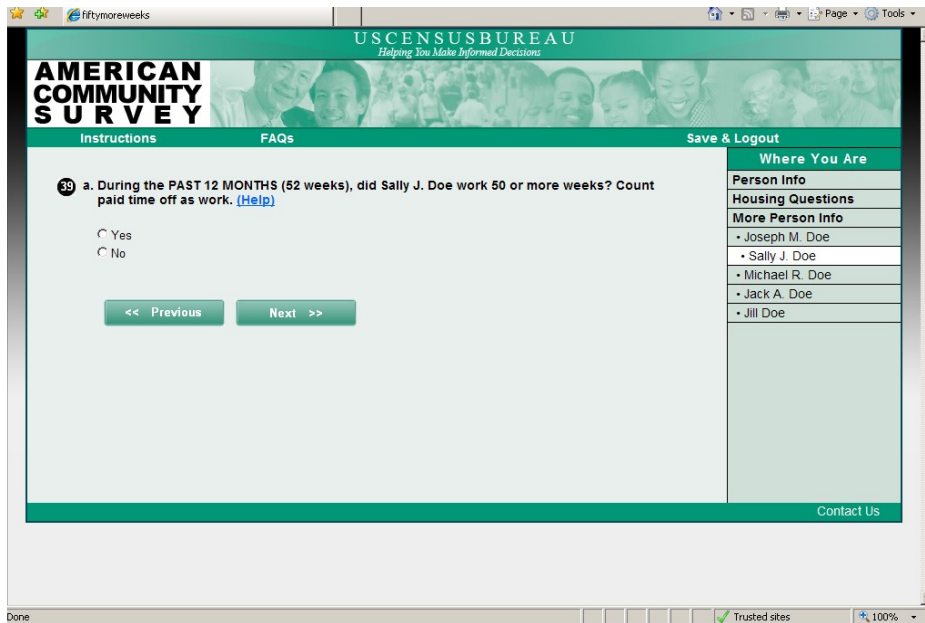 fiftymoreweeks
Page
Tools
USCENSUSBUREAU
Helping You Make Informed Decisions
AMERICAN
COMMUNITY
SURVEY
Instructions FAQs Save & Logout
39 a. During the PAST 12 MONTHS (52 weeks), did Sally J. Doe work 50 or more weeks? Count
paid time off as work. (Help)
Yes
No
<< Previous Next >>
Where You Are
Person Info
Housing Questions
More Person Info
• Joseph M. Doe
• Sally J. Doe
• Michael R. Doe
• Jack A. Doe
• Jill Doe
Contact Us
Done Trusted sites 100%